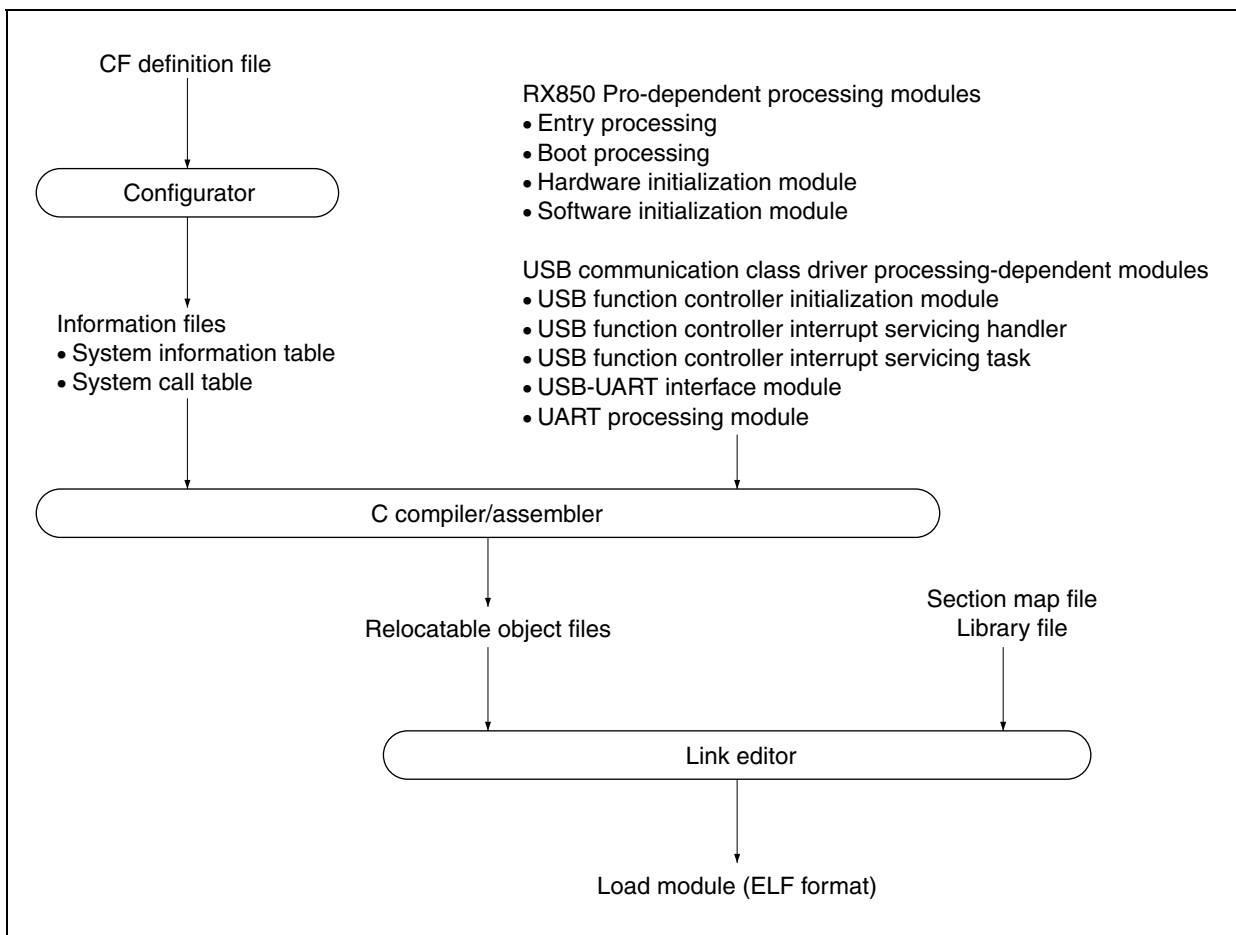 CF definition file
Configurator
Information files
• System information table
• System call table
RX850 Pro-dependent processing modules
• Entry processing
• Boot processing
• Hardware initialization module
• Software initialization module
USB communication class driver processing-dependent modules
• USB function controller initialization module
• USB function controller interrupt servicing handler
• USB function controller interrupt servicing task
• USB-UART interface module
• UART processing module
C compiler/assembler
Relocatable object files
Section map file
Library file
Link editor
Load module (ELF format)